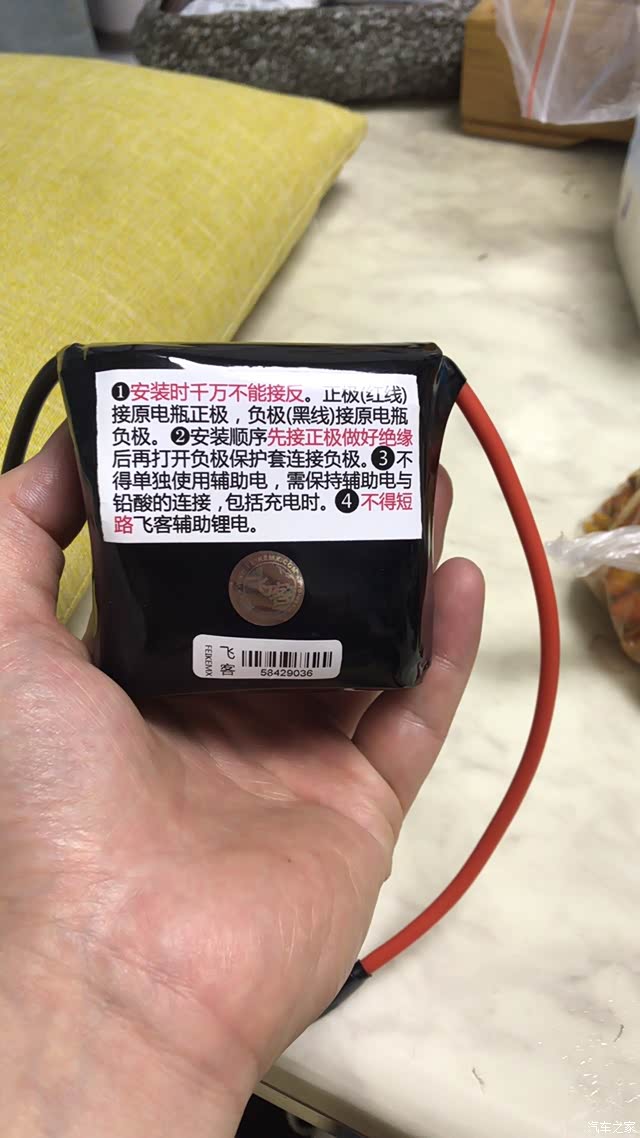 ❶安装时千万不能接反。正极(红线)
接原电瓶正极，负极(黑线)接原电瓶
负极。❷安装顺序先接正极做好绝缘
后再打开负极保护套连接负极。❸不
得单独使用辅助电，需保持辅助电与
铅酸的连接，包括充电时。❹不得短
路飞客辅助锂电。
飞客
FEIKEMX
58429036
汽车之家